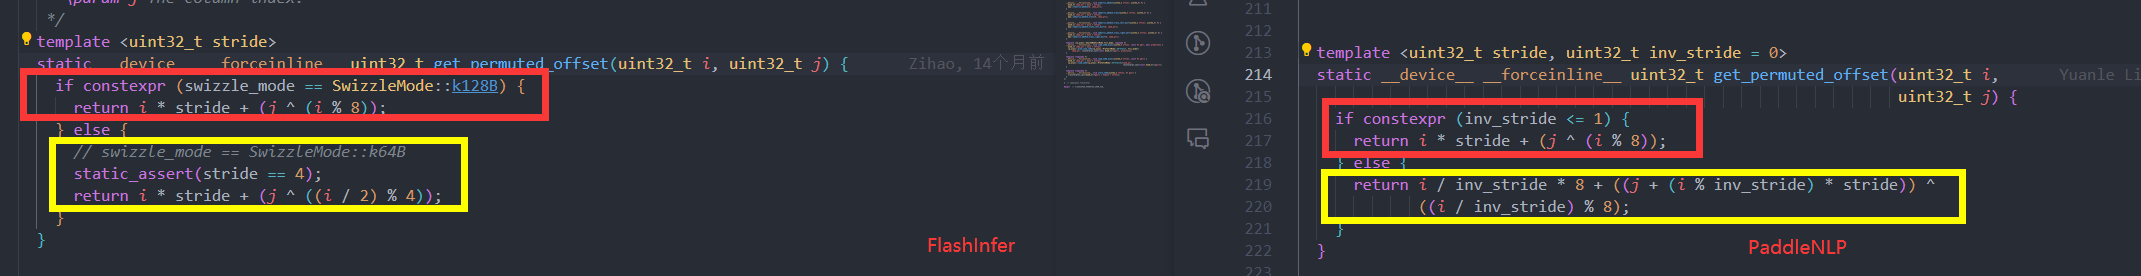 \param j The column index.
*/
template <uint32_t stride>
static __device__ __forceinline__ uint32_t get_permuted_offset(uint32_t i, uint32_t j) { Zihao, 14个月前
if constexpr (swizzle_mode == SwizzleMode::k128B) {
return i * stride + (j ^ (i % 8));
} else {
// swizzle_mode == SwizzleMode::k64B
static_assert(stride == 4);
return i * stride + (j ^ ((i / 2) % 4));
}
}
FlashInfer
211
212
213 template <uint32_t stride, uint32_t inv_stride = 0>
214 static __device__ __forceinline__ uint32_t get_permuted_offset(uint32_t i, Yuanle Li
215 uint32_t j) {
216 if constexpr (inv_stride <= 1) {
217 return i * stride + (j ^ (i % 8));
218 } else {
219 return i / inv_stride * 8 + ((j + (i % inv_stride) * stride)) ^
220 ((i / inv_stride) % 8);
221 }
222 }
223
PaddleNLP